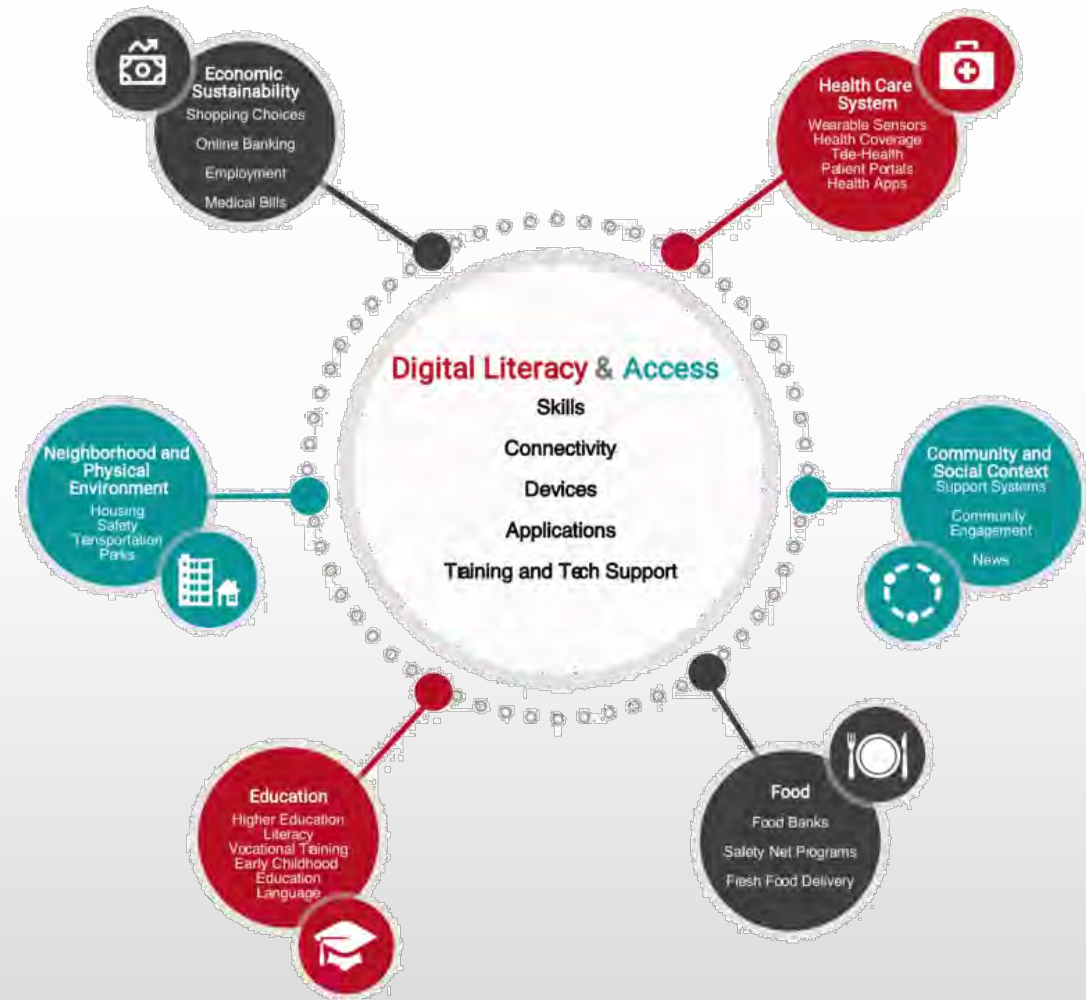 Economic
Sustainability
Shopping Choices
Online Banking
Employment
Medical Bills
Health Care
System
Wearable Sensors
Health Coverage
Tele-Health
Patient Portals
Health Apps
Digital Literacy & Access
Skills
Connectivity
Devices
Applications
Training and Tech Support
Neighborhood and
Physical
Environment
Housing
Safety
Transportation
Parks
Community and
Social Context
Support Systems
Community
Engagement
News
Education
Higher Education
Literacy
Vocational Training
Early Childhood
Education
Language
Food
Food Banks
Safety Net Programs
Fresh Food Delivery